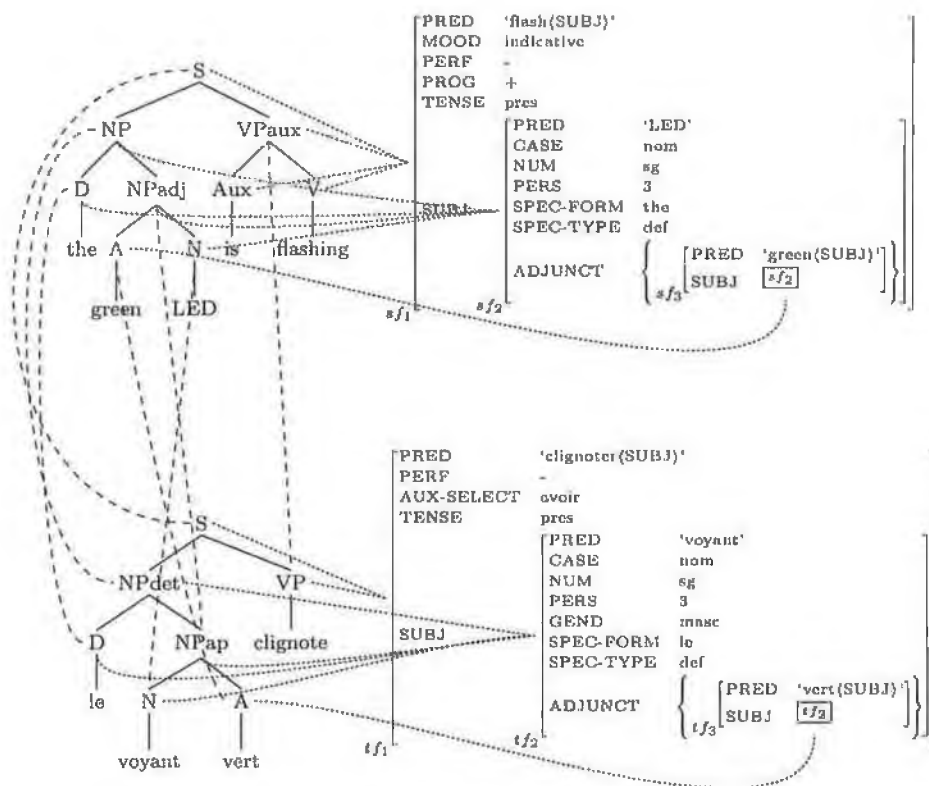 PRED 'flash⟨SUBJ⟩'
MOOD indicative
PERF -
S PROG +
TENSE pres
NP VPaux PRED 'LED'
CASE nom
NUM sg
D NPadj Aux V PERS 3
SUBJ SPEC-FORM the
SPEC-TYPE def
the A N is flashing PRED 'green⟨SUBJ⟩'
ADJUNCT
sf3 SUBJ sf2
green LED sf1 sf2
PRED 'clignoter⟨SUBJ⟩'
PERF -
AUX-SELECT avoir
S TENSE pres
PRED 'voyant'
CASE nom
NPdet VP NUM sg
PERS 3
GEND masc
D NPap clignote SUBJ SPEC-FORM le
SPEC-TYPE def
le N A PRED 'vert⟨SUBJ⟩'
ADJUNCT
tf3 SUBJ tf2
tf1 tf2
voyant vert